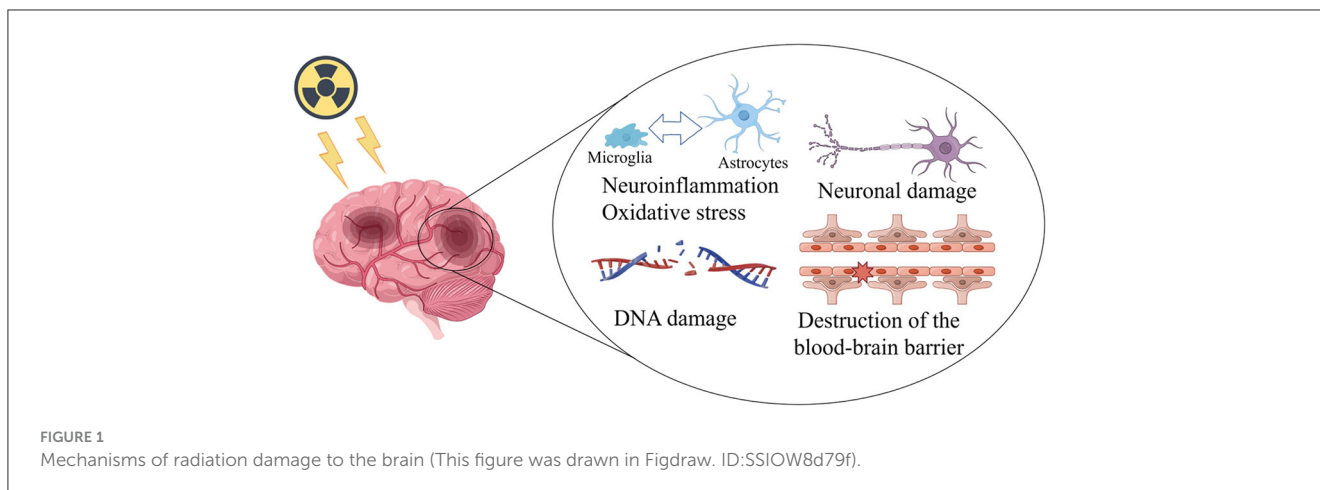 Microglia
Astrocytes
Neuroinflammation
Oxidative stress
Neuronal damage
DNA damage
Destruction of the
blood-brain barrier
FIGURE 1
Mechanisms of radiation damage to the brain (This figure was drawn in Figdraw. ID:SSIOW8d79f).